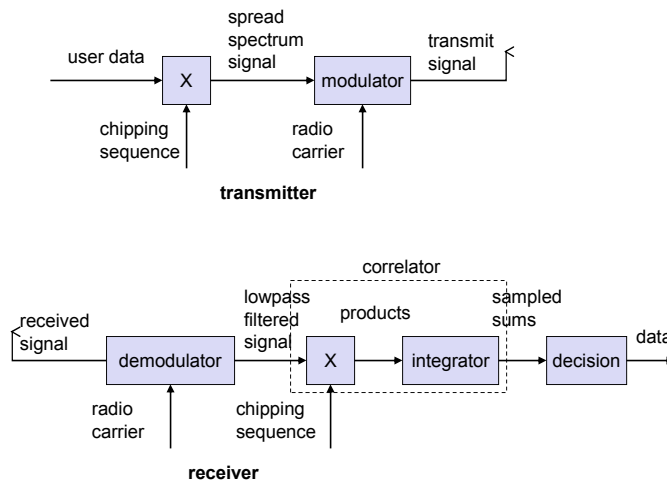 user data
X
spread
spectrum
signal
modulator
transmit
signal
chipping
sequence
radio
carrier
transmitter
correlator
received
signal
demodulator
lowpass
filtered
signal
products
X
integrator
sampled
sums
decision
data
radio
carrier
chipping
sequence
receiver